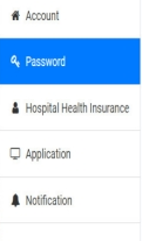 Account
Password
Hospital Health Insurance
Application
Notification